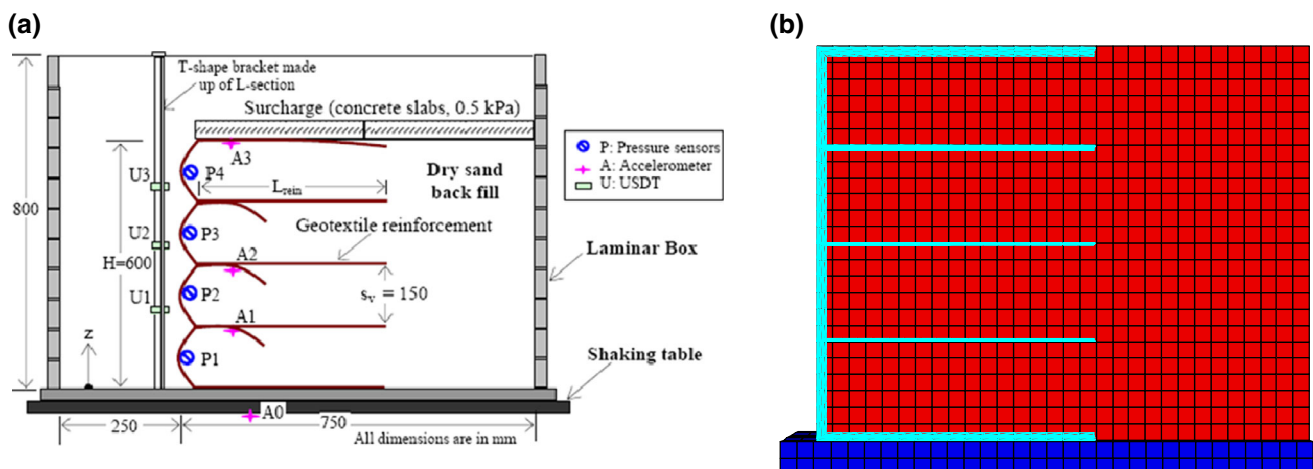 (a)
(b)
T-shape bracket made
up of L-section
Surcharge (concrete slabs, 0.5 kPa)
P: Pressure sensors
A: Accelerometer
U: USDT
A3
P4
U3
Dry sand
back fill
L rein
800
Geotextile reinforcement
U2
P3
H=600
A2
Laminar Box
U1
P2
s_v = 150
A1
z
P1
Shaking table
A0
250
750
All dimensions are in mm